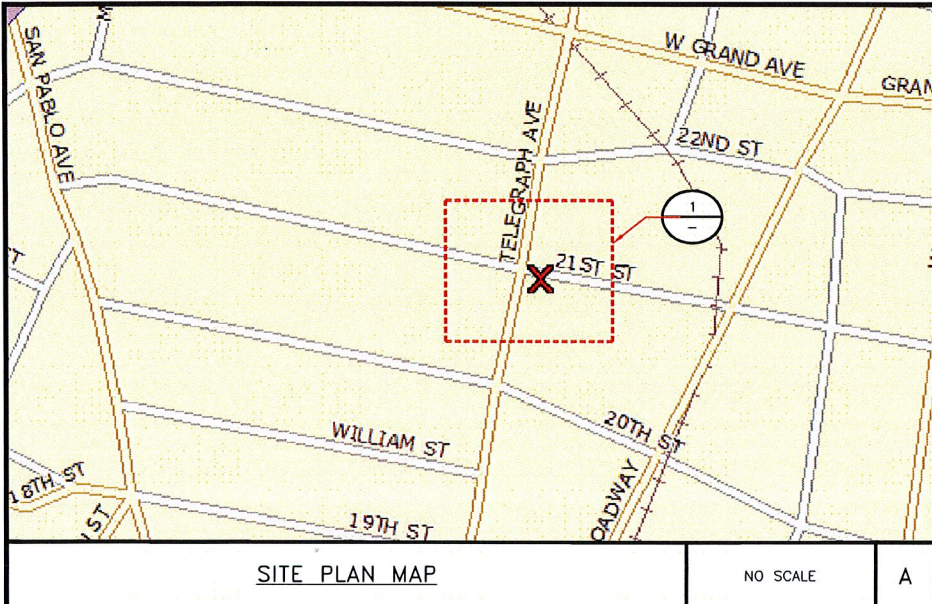 M
SAN PABLO AVE
W GRAND AVE
GRAN
TELEGRAPH AVE
22ND ST
1
–
21ST ST
T
20TH ST
WILLIAM ST
OADWAY
18TH ST
ST
19TH ST
SITE PLAN MAP
NO SCALE
A